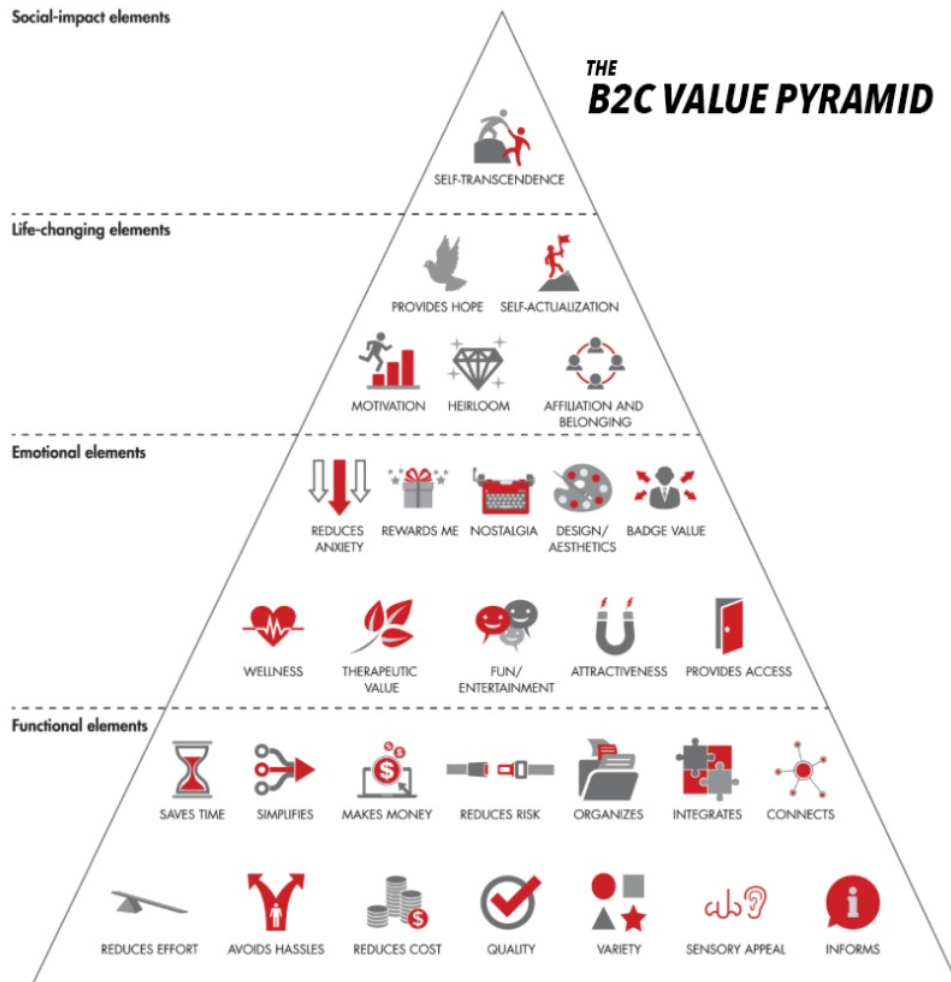 Social-impact elements
THE
B2C VALUE PYRAMID
SELF-TRANSCENDENCE
Life-changing elements
PROVIDES HOPE
SELF-ACTUALIZATION
MOTIVATION
HEIRLOOM
AFFILIATION AND
BELONGING
Emotional elements
REDUCES
ANXIETY
REWARDS ME
NOSTALGIA
DESIGN/
AESTHETICS
BADGE VALUE
WELLNESS
THERAPEUTIC
VALUE
FUN/
ENTERTAINMENT
ATTRACTIVENESS
PROVIDES ACCESS
Functional elements
$
$
$
SAVES TIME
SIMPLIFIES
MAKES MONEY
REDUCES RISK
ORGANIZES
INTEGRATES
CONNECTS
$
i
REDUCES EFFORT
AVOIDS HASSLES
REDUCES COST
QUALITY
VARIETY
SENSORY APPEAL
INFORMS